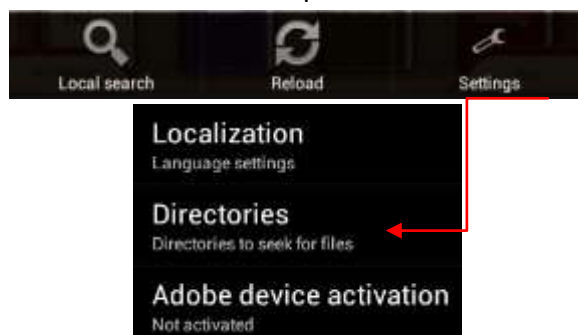 Local search Reload Settings
Localization
Language settings
Directories
Directories to seek for files
Adobe device activation
Not activated